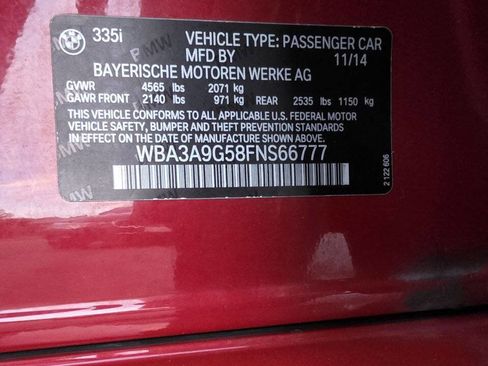 335i VEHICLE TYPE: PASSENGER CAR
MFD BY 11/14
BAYERISCHE MOTOREN WERKE AG
GVWR 4565 lbs 2071 kg
GAWR FRONT 2140 lbs 971 kg REAR 2535 lbs 1150 kg
THIS VEHICLE CONFORMS TO ALL APPLICABLE U.S. FEDERAL MOTOR
VEHICLE SAFETY, BUMPER AND THEFT PREVENTION STANDARDS IN
EFFECT ON THE DATE OF MANUFACTURE SHOWN ABOVE.
WBA3A9G58FNS66777
2 122 606